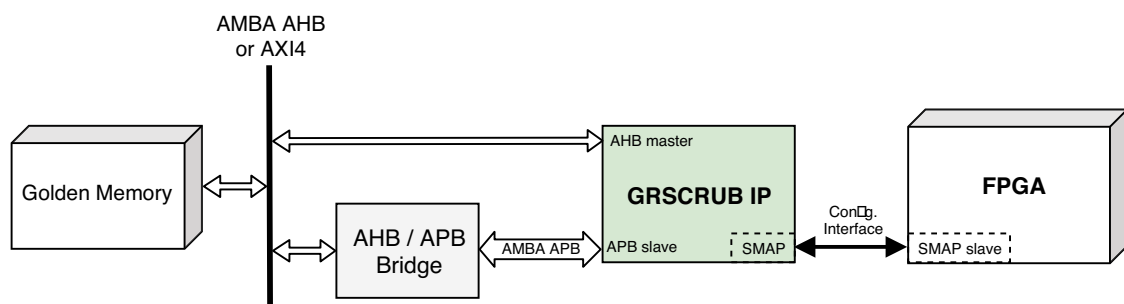 AMBA AHB
or AXI4
Golden Memory
AHB master
GRSCRUB IP
FPGA
AHB / APB
Bridge
AMBA APB
APB slave
SMAP
Con□g.
Interface
SMAP slave